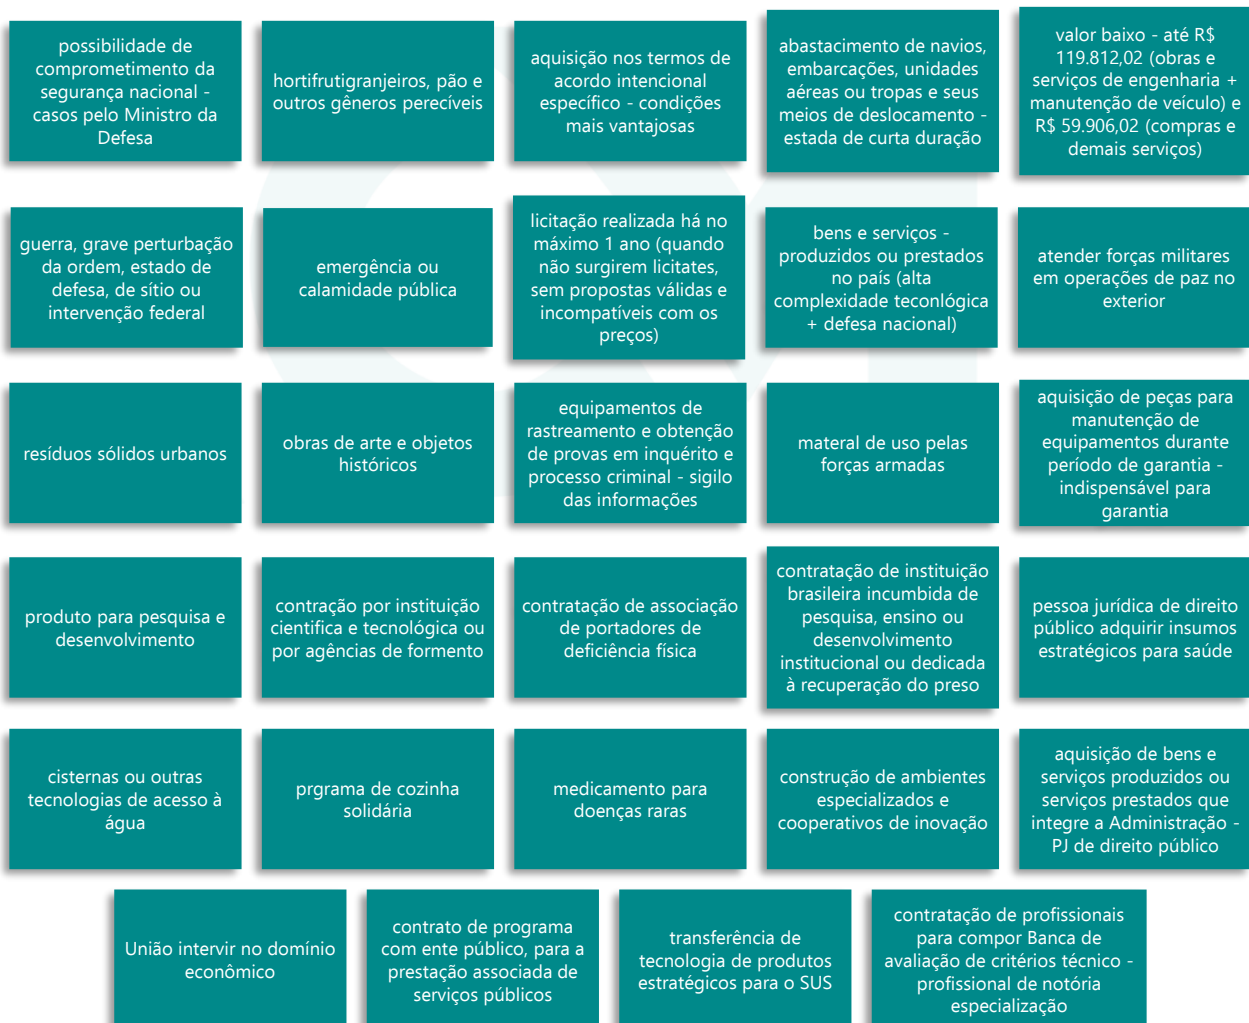 possibilidade de
comprometimento da
segurança nacional -
casos pelo Ministro da
Defesa
hortifrutigranjeiros, pão e
outros gêneros perecíveis
aquisição nos termos de
acordo intencional
específico - condições
mais vantajosas
abastacimento de navios,
embarcações, unidades
aéreas ou tropas e seus
meios de deslocamento -
estada de curta duração
valor baixo - até R$
119.812,02 (obras e
serviços de engenharia +
manutenção de veículo) e
R$ 59.906,02 (compras e
demais serviços)
guerra, grave perturbação
da ordem, estado de
defesa, de sítio ou
intervenção federal
emergência ou
calamidade pública
licitação realizada há no
máximo 1 ano (quando
não surgirem licitates,
sem propostas válidas e
incompatíveis com os
preços)
bens e serviços -
produzidos ou prestados
no país (alta
complexidade teconlógica
+ defesa nacional)
atender forças militares
em operações de paz no
exterior
resíduos sólidos urbanos
obras de arte e objetos
históricos
equipamentos de
rastreamento e obtenção
de provas em inquérito e
processo criminal - sigilo
das informações
materal de uso pelas
forças armadas
aquisição de peças para
manutenção de
equipamentos durante
período de garantia -
indispensável para
garantia
produto para pesquisa e
desenvolvimento
contração por instituição
cientifica e tecnológica ou
por agências de formento
contratação de associação
de portadores de
deficiência física
contratação de instituição
brasileira incumbida de
pesquisa, ensino ou
desenvolvimento
institucional ou dedicada
à recuperação do preso
pessoa jurídica de direito
público adquirir insumos
estratégicos para saúde
cisternas ou outras
tecnologias de acesso à
água
prgrama de cozinha
solidária
medicamento para
doenças raras
construção de ambientes
especializados e
cooperativos de inovação
aquisição de bens e
serviços produzidos ou
serviços prestados que
integre a Administração -
PJ de direito público
União intervir no domínio
econômico
contrato de programa
com ente público, para a
prestação associada de
serviços públicos
transferência de
tecnologia de produtos
estratégicos para o SUS
contratação de profissionais
para compor Banca de
avaliação de critérios técnico -
profissional de notória
especialização